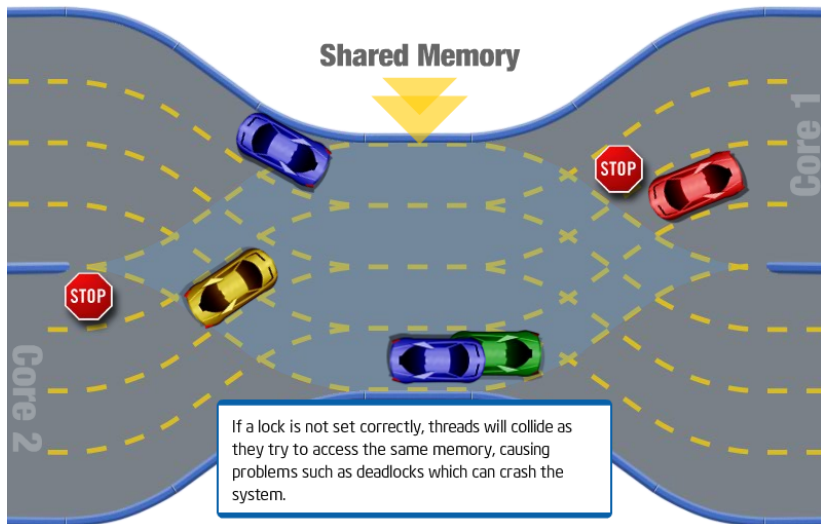 Shared Memory
STOP
Core 1
STOP
Core 2
If a lock is not set correctly, threads will collide as
they try to access the same memory, causing
problems such as deadlocks which can crash the
system.